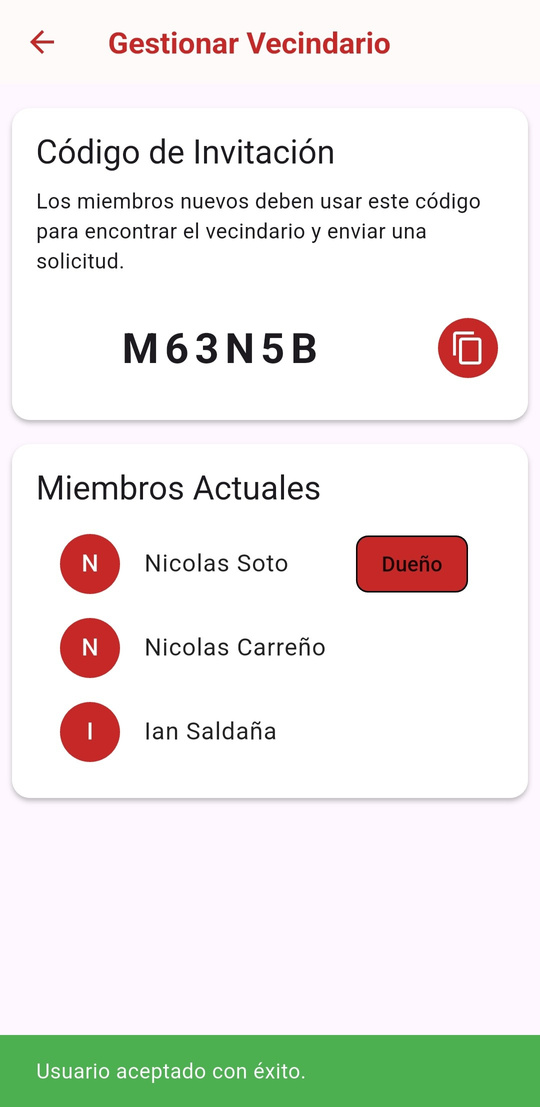 Gestionar Vecindario
Código de Invitación
Los miembros nuevos deben usar este código
para encontrar el vecindario y enviar una
solicitud.
M63N5B
Miembros Actuales
N Nicolas Soto Dueño
N Nicolas Carreño
I Ian Saldaña
Usuario aceptado con éxito.